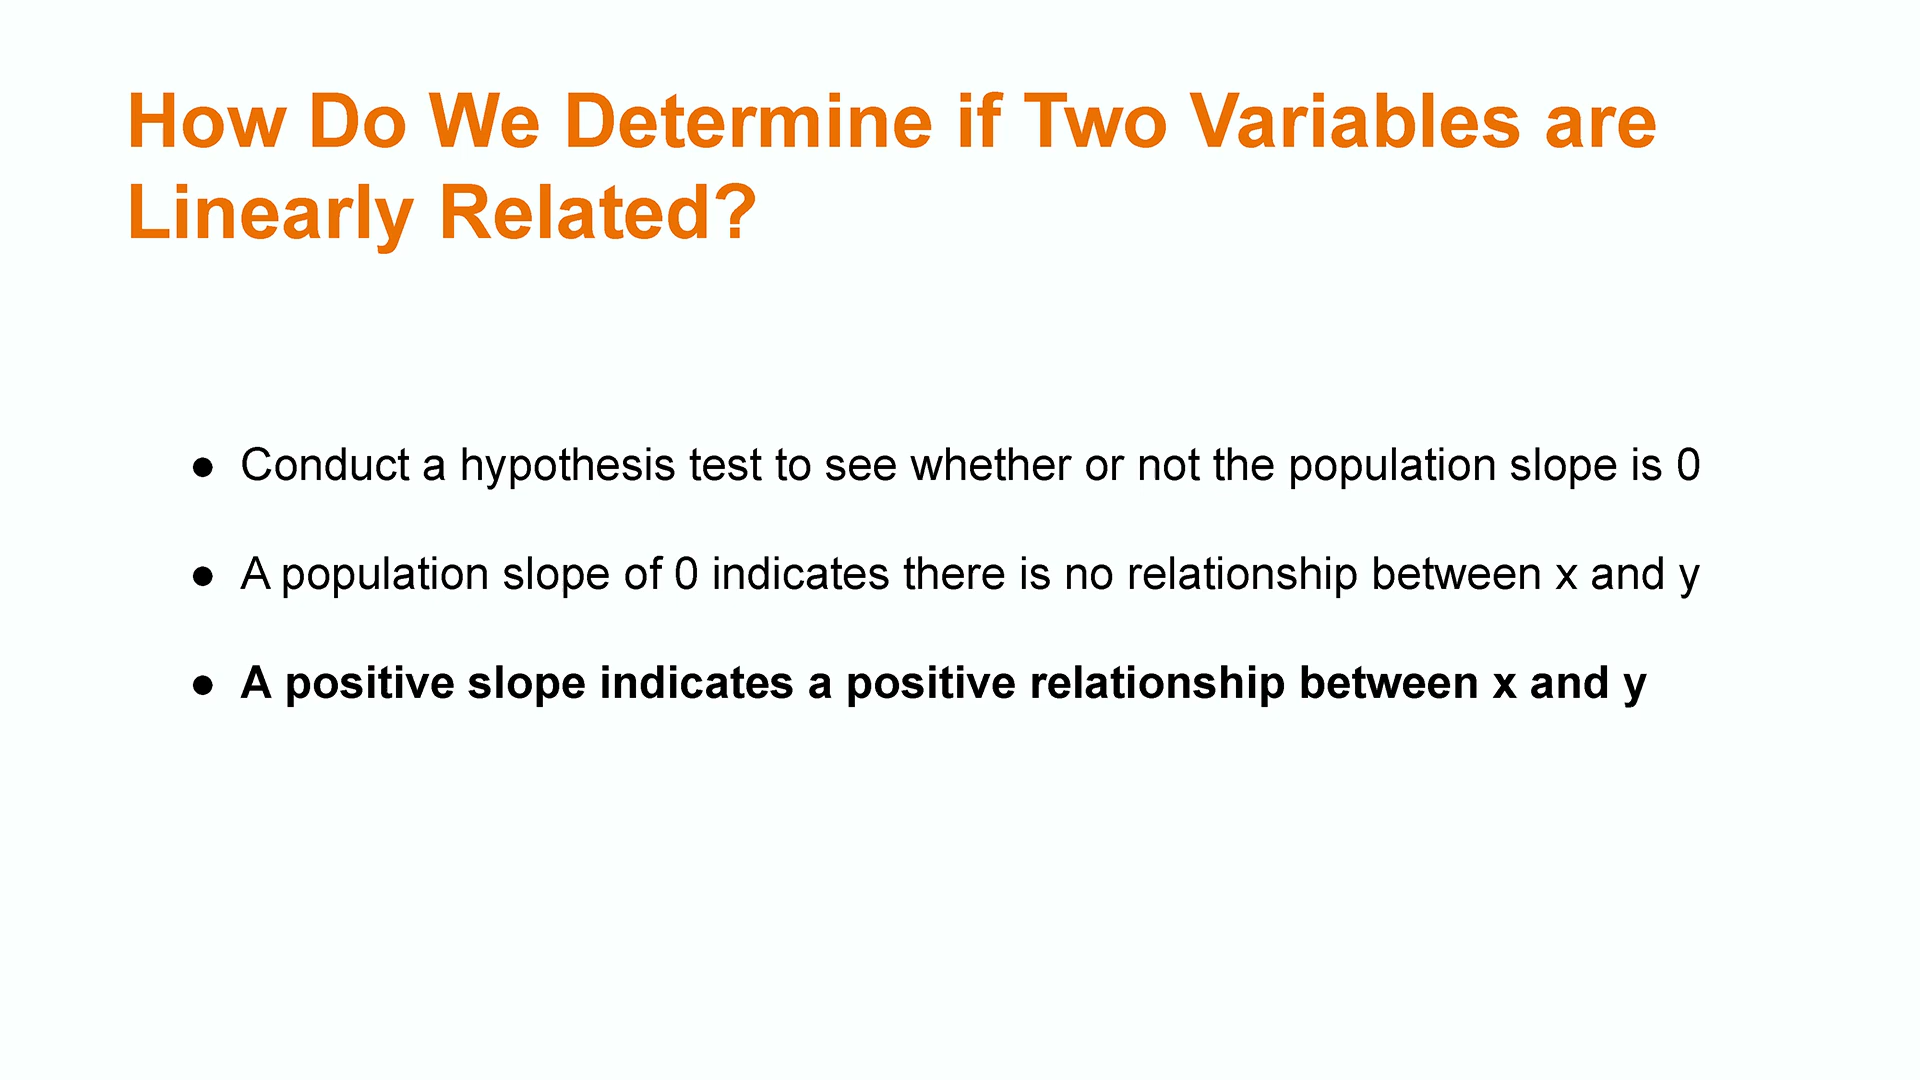 How Do We Determine if Two Variables are
Linearly Related?
● Conduct a hypothesis test to see whether or not the population slope is 0
● A population slope of 0 indicates there is no relationship between x and y
● A positive slope indicates a positive relationship between x and y